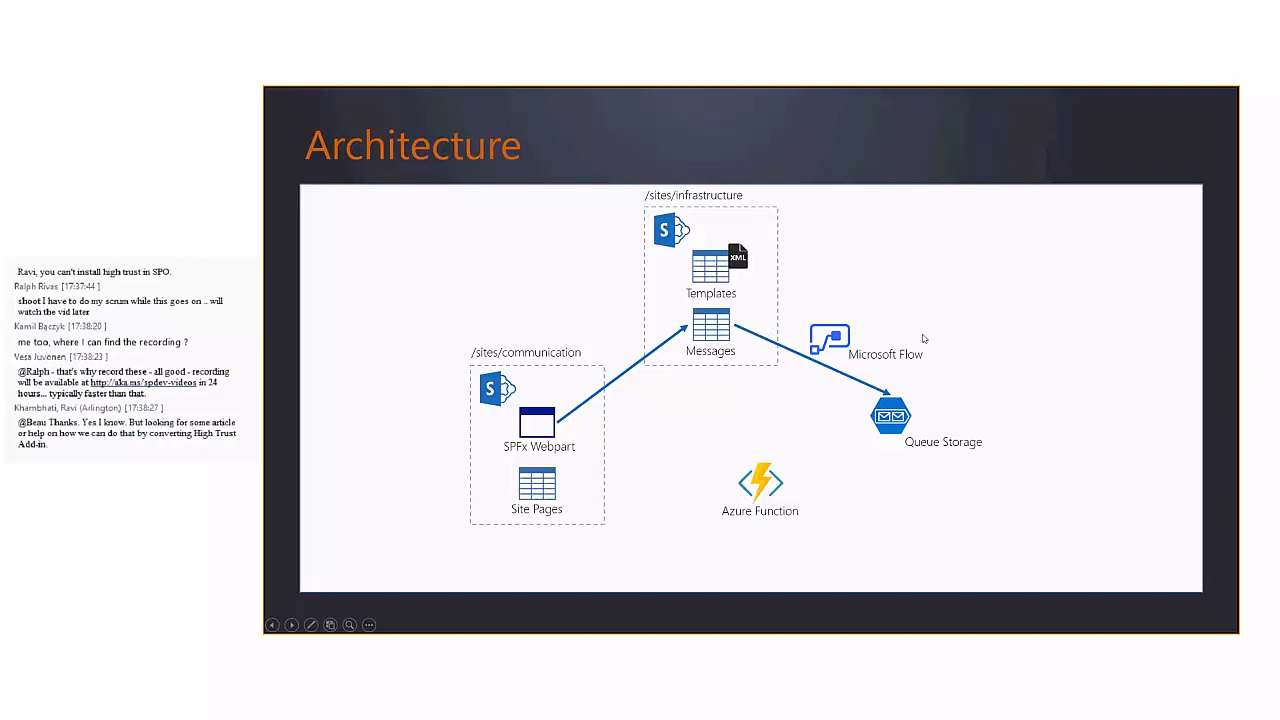 Ravi, you can't install high trust in SPO.
Ralph Rivas [17:37:44 ]
shoot I have to do my scrum while this goes on .. will
watch the vid later
Kamil Bączyk [17:38:20 ]
me too, where I can find the recording ?
Vesa Juvonen [17:38:23 ]
@Ralph - that's why record these - all good - recording
will be available at http://aka.ms/spdev-videos in 24
hours... typically faster than that.
Khambhati, Ravi (Arlington) [17:38:27 ]
@Beau Thanks. Yes I know. But looking for some article
or help on how we can do that by converting High Trust
Add-in.
Architecture
/sites/infrastructure
S
XML
Templates
Messages
Microsoft Flow
/sites/communication
S
SPFx Webpart
Queue Storage
Site Pages
Azure Function